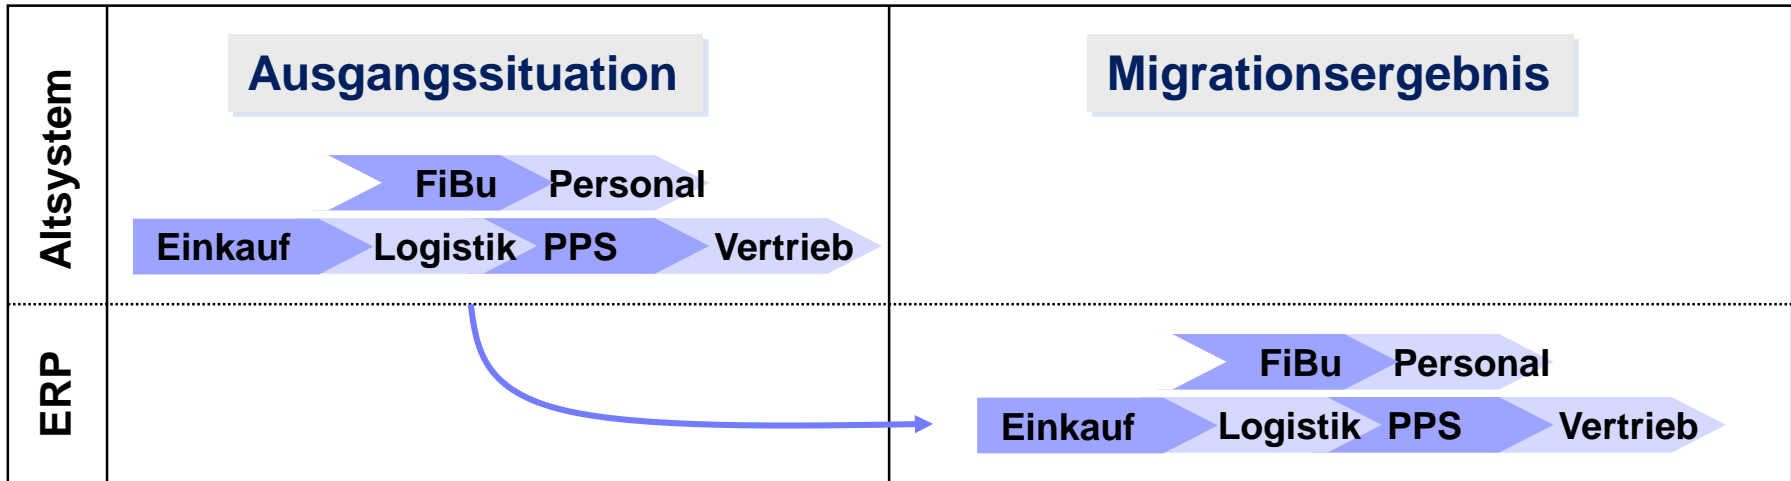 Ausgangssituation
Migrationsergebnis
Altsystem
FiBu Personal
Einkauf Logistik PPS Vertrieb
ERP
FiBu Personal
Einkauf Logistik PPS Vertrieb